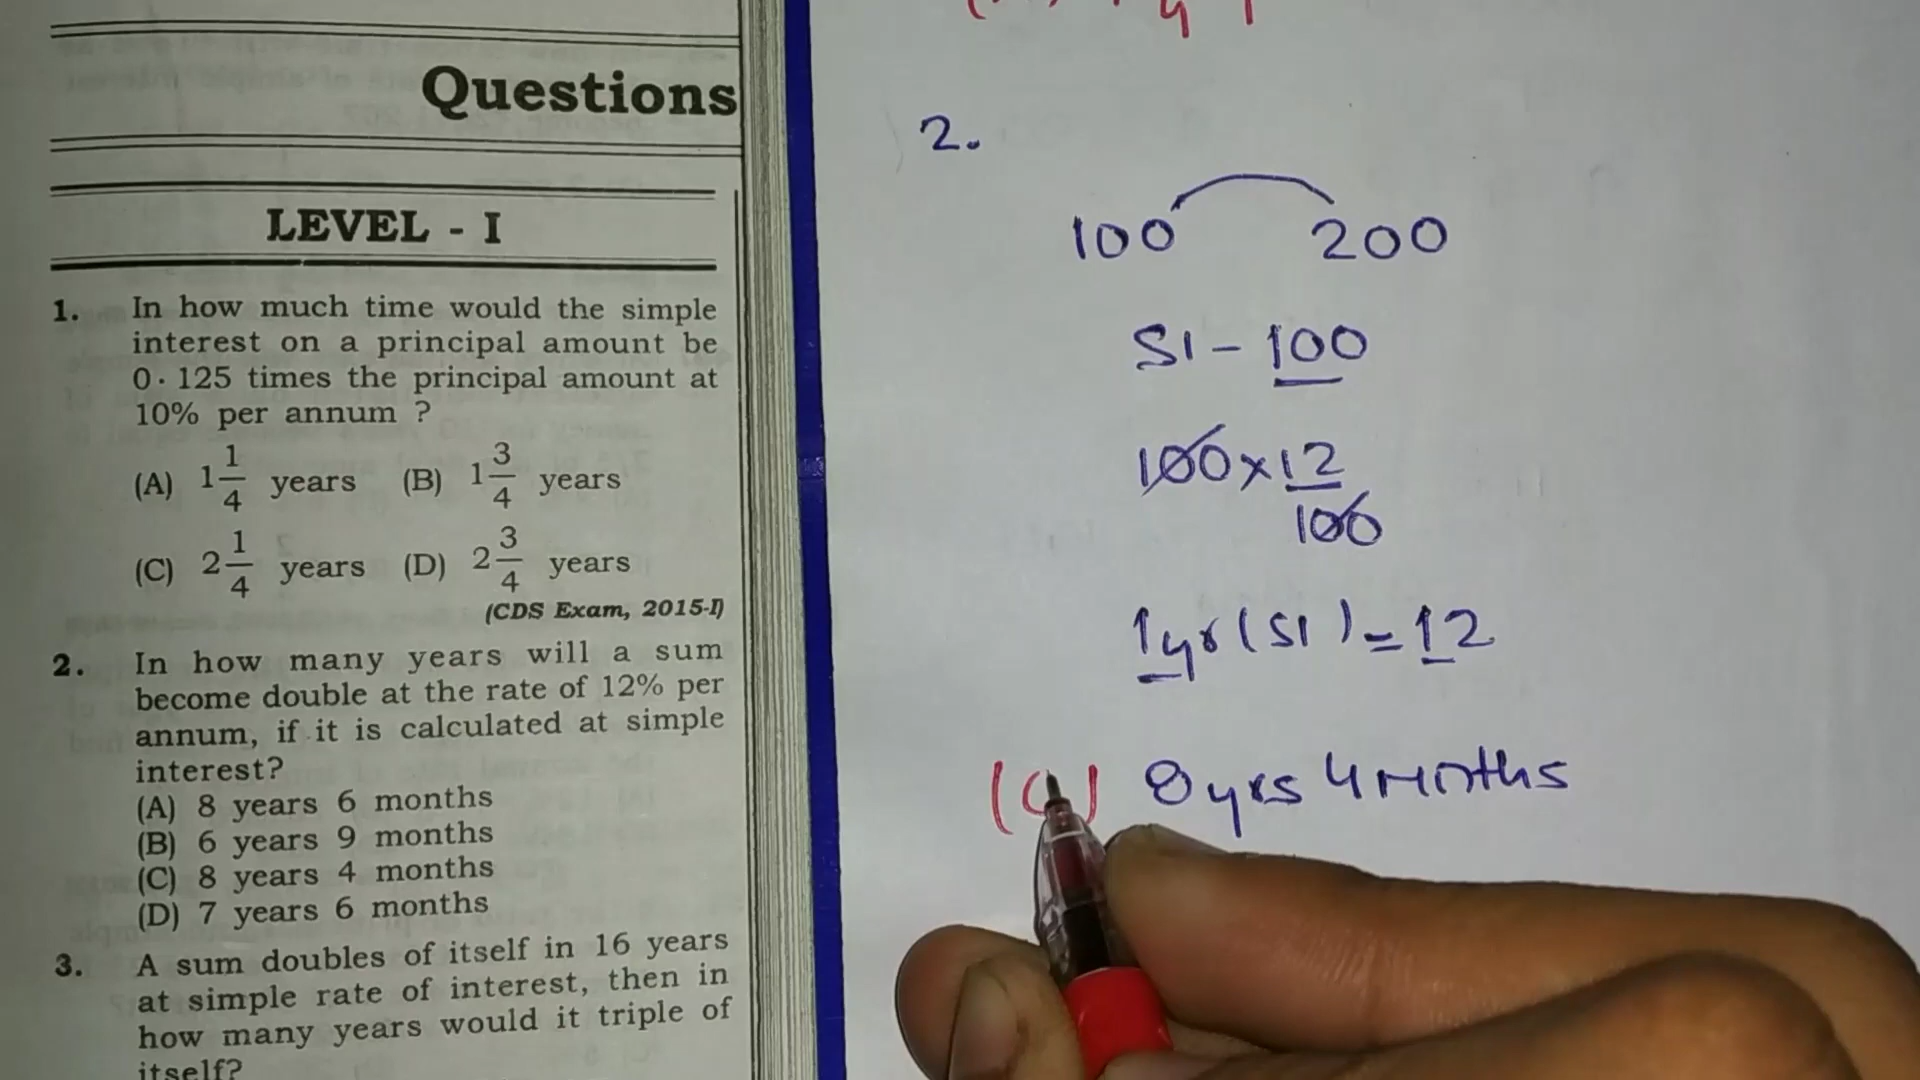 Questions
LEVEL - I
1. In how much time would the simple
interest on a principal amount be
0·125 times the principal amount at
10% per annum ?
(A) 1 1/4 years (B) 1 3/4 years
(C) 2 1/4 years (D) 2 3/4 years
(CDS Exam, 2015-I)
2. In how many years will a sum
become double at the rate of 12% per
annum, if it is calculated at simple
interest?
(A) 8 years 6 months
(B) 6 years 9 months
(C) 8 years 4 months
(D) 7 years 6 months
3. A sum doubles of itself in 16 years
at simple rate of interest, then in
how many years would it triple of
itself?
2.
100 200
SI - 100
100 x 12
100
1yr (SI) = 12
(C) 8 yrs 4 months